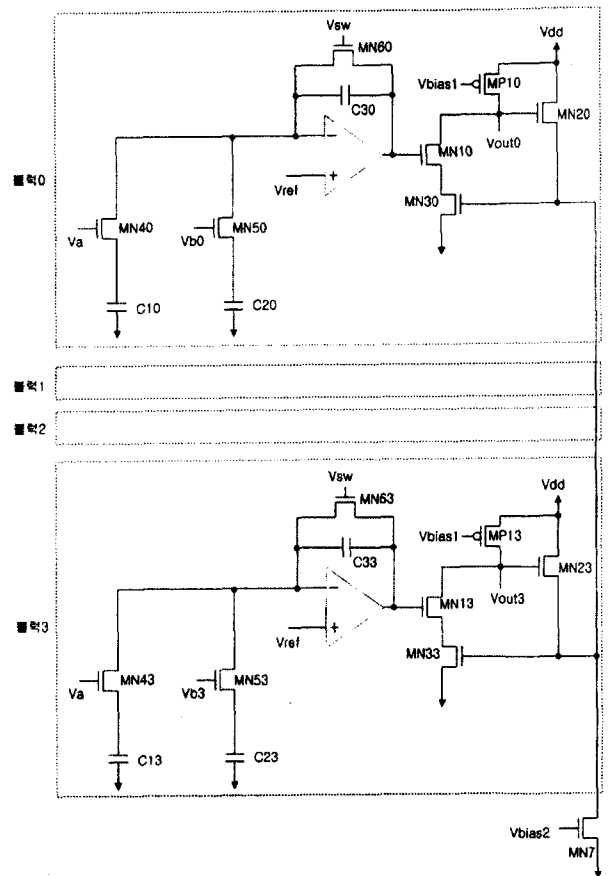 Vsw
MN60
Vdd
Vbias1
MP10
C30
MN20
MN10
Vout0
블럭0
Vref
MN30
Va
MN40
Vb0
MN50
C10
C20
블럭1
블럭2
Vsw
MN63
Vdd
Vbias1
MP13
C33
MN23
MN13
Vout3
블럭3
Vref
MN33
Va
MN43
Vb3
MN53
C13
C23
Vbias2
MN7